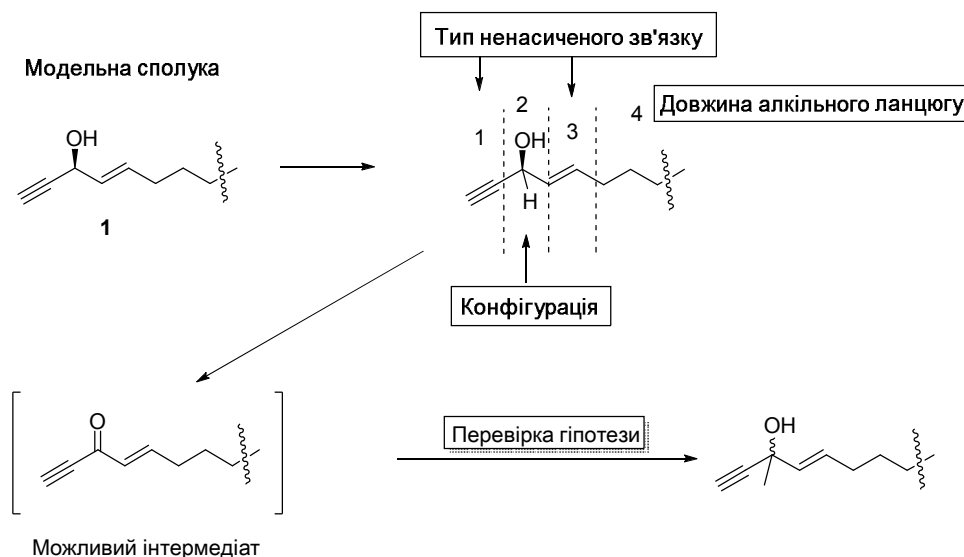 Тип ненасиченого зв'язку
Модельна сполука
4 Довжина алкільного ланцюгу
2
1
OH
3
OH
H
1
Конфігурація
O
Перевірка гіпотези
OH
Можливий інтермедіат